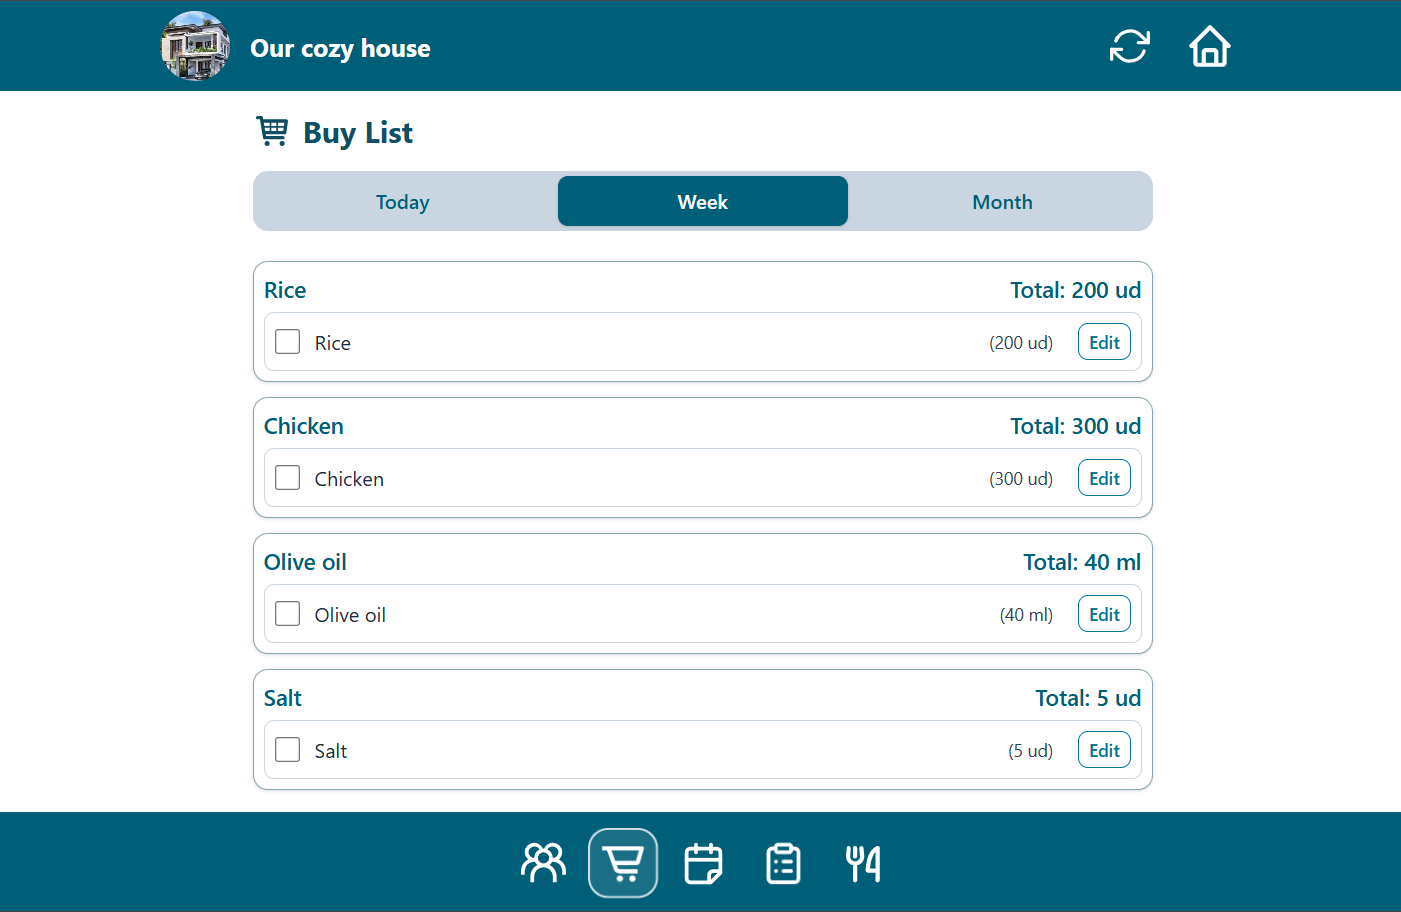 Our cozy house
Buy List
Today Week Month
Rice Total: 200 ud
Rice (200 ud) Edit
Chicken Total: 300 ud
Chicken (300 ud) Edit
Olive oil Total: 40 ml
Olive oil (40 ml) Edit
Salt Total: 5 ud
Salt (5 ud) Edit